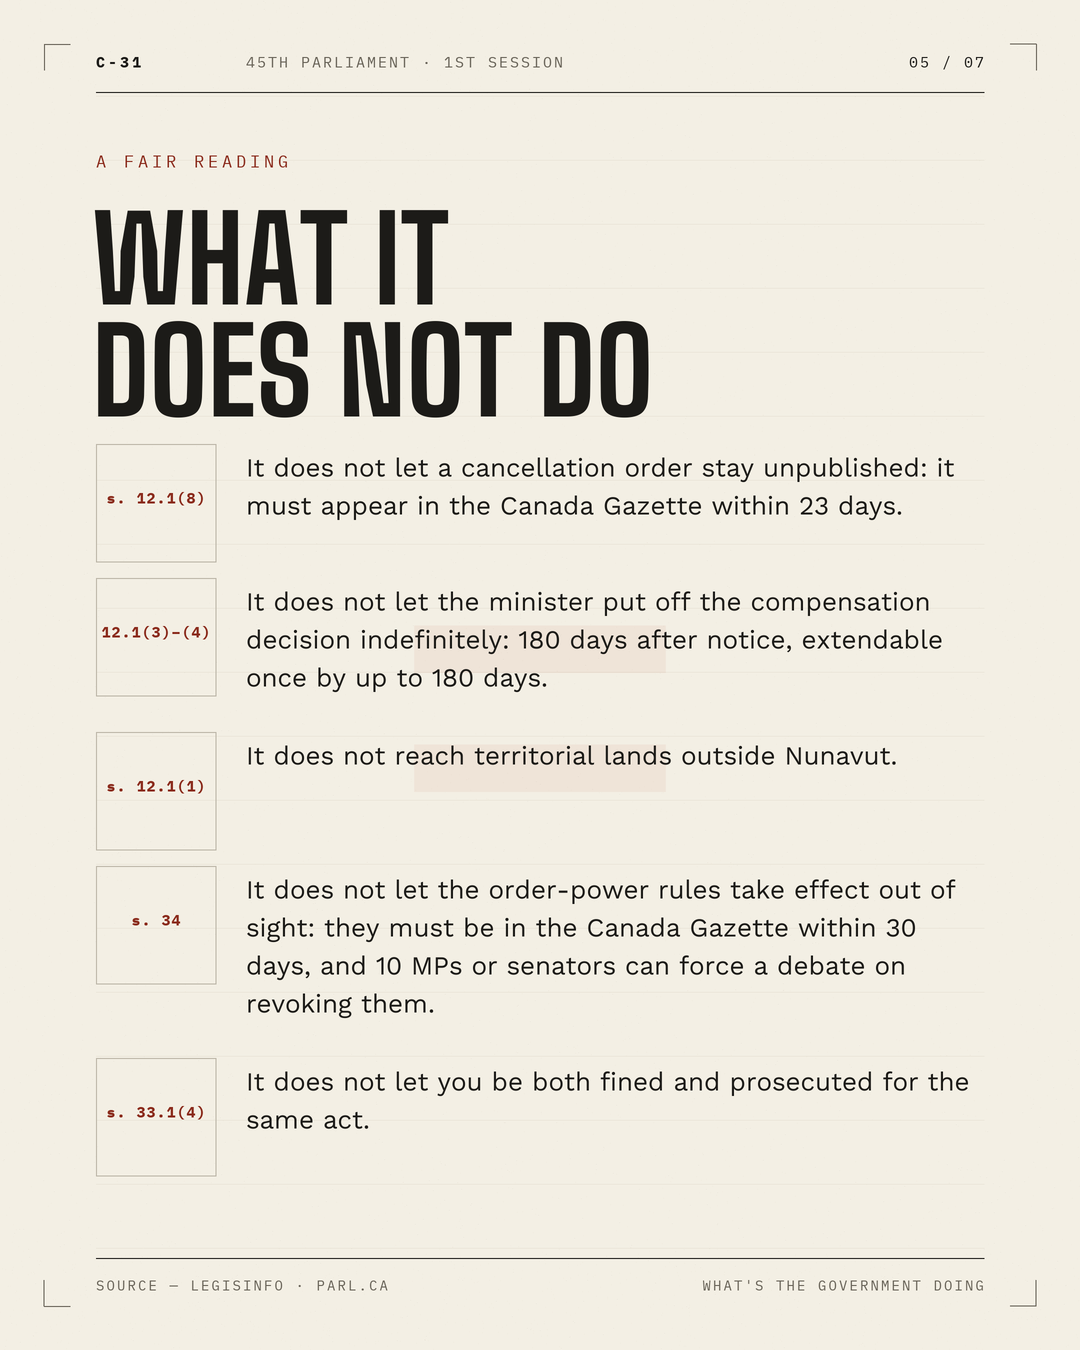 C-31 45TH PARLIAMENT · 1ST SESSION 05 / 07
A FAIR READING
WHAT IT
DOES NOT DO
s. 12.1(8)
It does not let a cancellation order stay unpublished: it
must appear in the Canada Gazette within 23 days.
12.1(3)–(4)
It does not let the minister put off the compensation
decision indefinitely: 180 days after notice, extendable
once by up to 180 days.
s. 12.1(1)
It does not reach territorial lands outside Nunavut.
s. 34
It does not let the order-power rules take effect out of
sight: they must be in the Canada Gazette within 30
days, and 10 MPs or senators can force a debate on
revoking them.
s. 33.1(4)
It does not let you be both fined and prosecuted for the
same act.
SOURCE — LEGISINFO · PARL.CA WHAT'S THE GOVERNMENT DOING